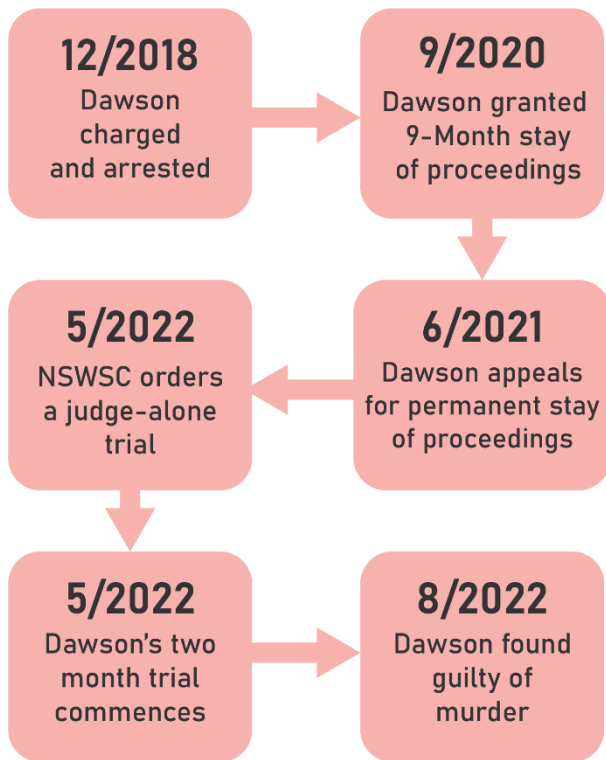 12/2018
Dawson
charged
and arrested
9/2020
Dawson granted
9-Month stay
of proceedings
6/2021
Dawson appeals
for permanent stay
of proceedings
5/2022
NSWSC orders
a judge-alone
trial
5/2022
Dawson's two
month trial
commences
8/2022
Dawson found
guilty of
murder